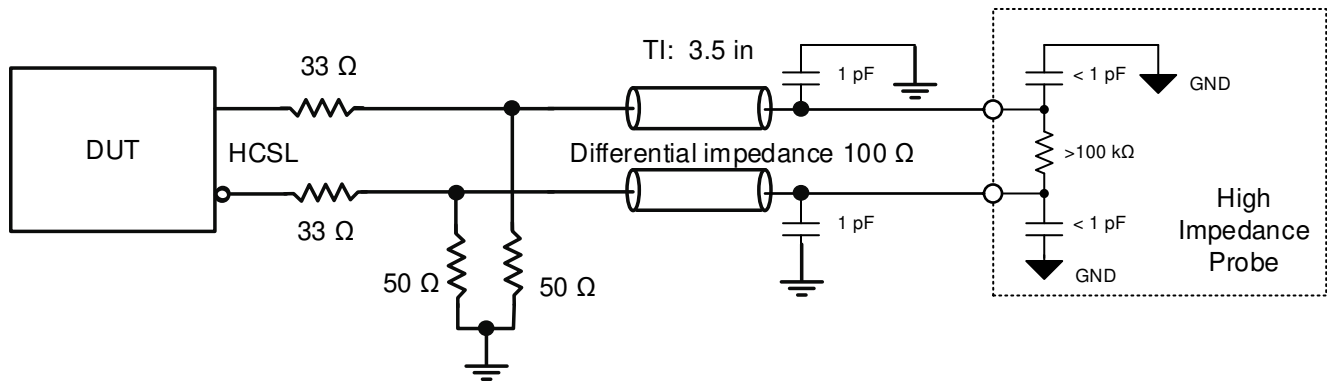 TI: 3.5 in
33 Ω
1 pF
< 1 pF
GND
DUT
HCSL
Differential impedance 100 Ω
>100 kΩ
33 Ω
1 pF
< 1 pF
High
Impedance
Probe
50 Ω
50 Ω
GND